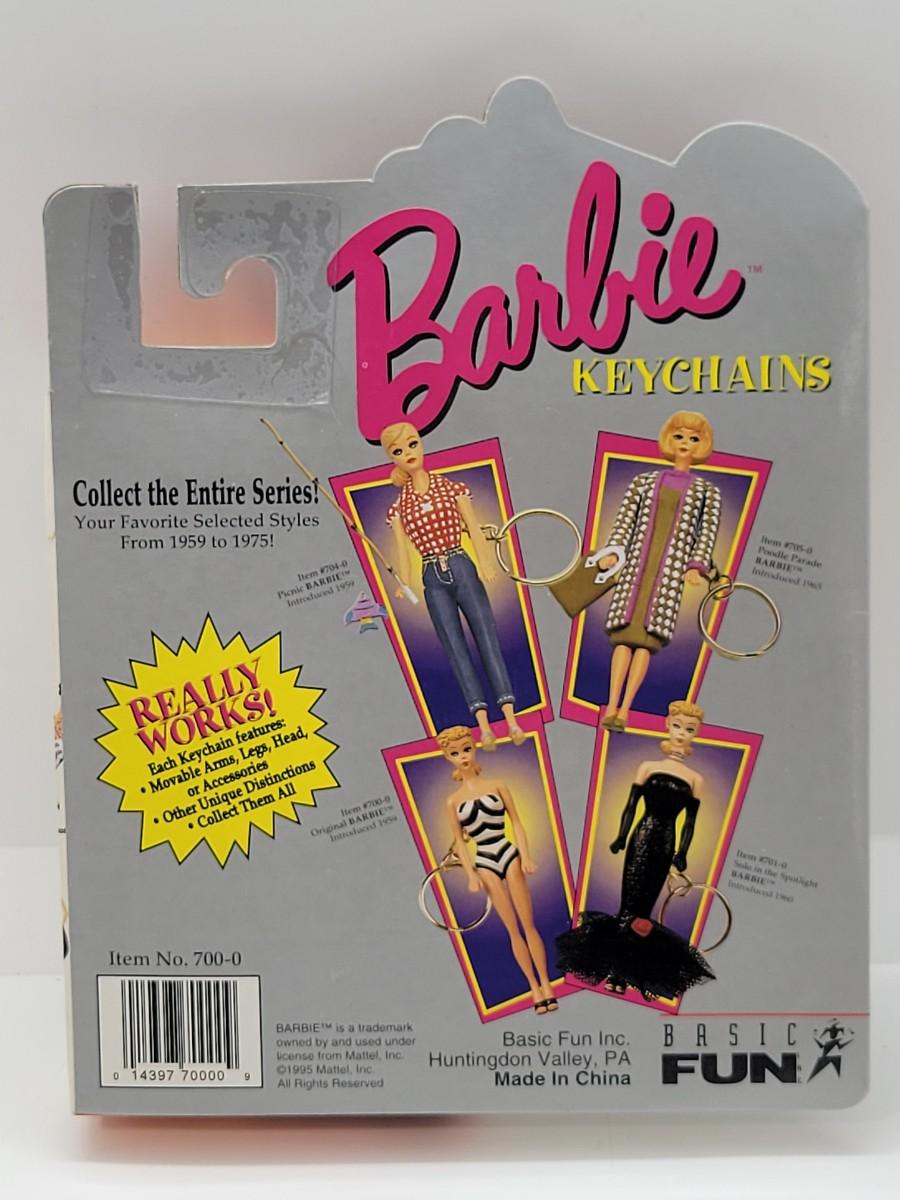 Barbie™
KEYCHAINS
Collect the Entire Series!
Your Favorite Selected Styles
From 1959 to 1975!
Item #704-0
Picnic BARBIE™
Introduced 1959
Item #705-0
Poodle Parade
BARBIE™
Introduced 1965
REALLY
WORKS!
Each Keychain features:
• Movable Arms, Legs, Head,
or Accessories
• Other Unique Distinctions
• Collect Them All
Item #700-0
Original BARBIE™
Introduced 1959
Item #701-0
Solo in the Spotlight
BARBIE™
Introduced 1960
Item No. 700-0
0 14397 70000 9
BARBIE™ is a trademark
owned by and used under
license from Mattel, Inc.
©1995 Mattel, Inc.
All Rights Reserved
Basic Fun Inc.
Huntingdon Valley, PA
Made In China
BASIC
FUN